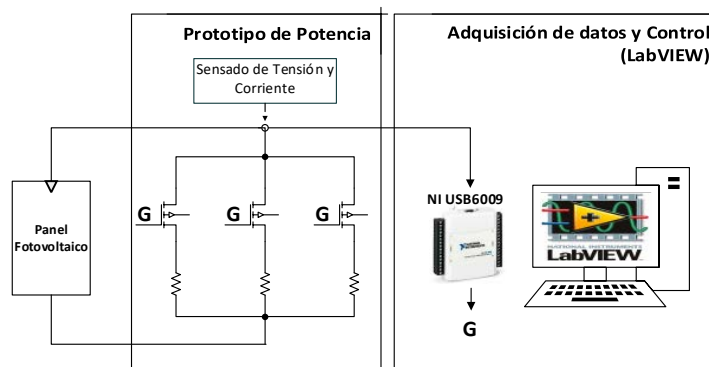 Prototipo de Potencia
Sensado de Tensión y
Corriente
Adquisición de datos y Control
(LabVIEW)
Panel
Fotovoltaico
G
G
G
NI USB6009
G
NATIONAL INSTRUMENTS
LabVIEW